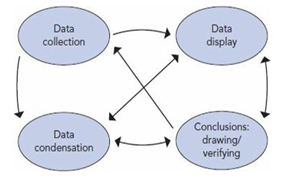 Data
collection
Data
display
Data
condensation
Conclusions:
drawing/
verifying